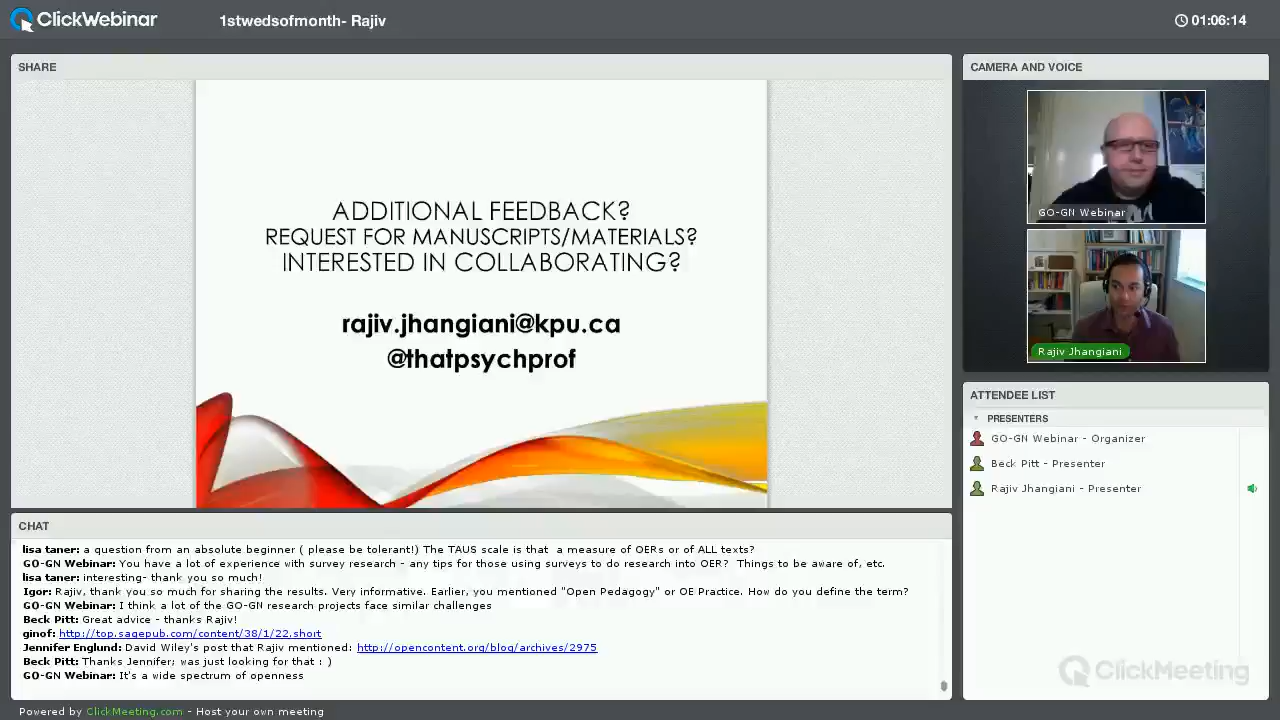 ClickWebinar
1stwedsofmonth- Rajiv
01:06:14
SHARE
ADDITIONAL FEEDBACK?
REQUEST FOR MANUSCRIPTS/MATERIALS?
INTERESTED IN COLLABORATING?
rajiv.jhangiani@kpu.ca
@thatpsychprof
CAMERA AND VOICE
GO-GN Webinar
Rajiv Jhangiani
ATTENDEE LIST
PRESENTERS
GO-GN Webinar - Organizer
Beck Pitt - Presenter
Rajiv Jhangiani - Presenter
CHAT
lisa taner: a question from an absolute beginner ( please be tolerant!) The TAUS scale is that  a measure of OERs or of ALL texts?
GO-GN Webinar: You have a lot of experience with survey research - any tips for those using surveys to do research into OER?  Things to be aware of, etc.
lisa taner: interesting- thank you so much!
Igor: Rajiv, thank you so much for sharing the results. Very informative. Earlier, you mentioned "Open Pedagogy" or OE Practice. How do you define the term?
GO-GN Webinar: I think a lot of the GO-GN research projects face similar challenges
Beck Pitt: Great advice - thanks Rajiv!
ginof: http://top.sagepub.com/content/38/1/22.short
Jennifer Englund: David Wiley's post that Rajiv mentioned: http://opencontent.org/blog/archives/2975
Beck Pitt: Thanks Jennifer; was just looking for that : )
GO-GN Webinar: It's a wide spectrum of openness
ClickMeeting
Powered by ClickMeeting.com - Host your own meeting